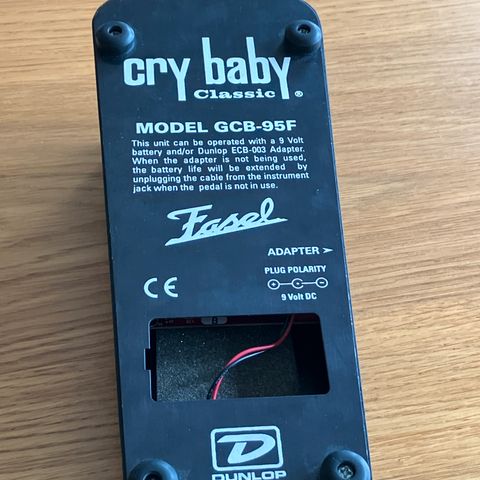 cry baby
Classic ®
MODEL GCB-95F
This unit can be operated with a 9 Volt
battery and/or Dunlop ECB-003 Adapter.
When the adapter is not being used,
the battery life will be extended by
unplugging the cable from the instrument
jack when the pedal is not in use.
Fasel
ADAPTER >
PLUG POLARITY
CE
+ -
9 Volt DC
D
DUNLOP